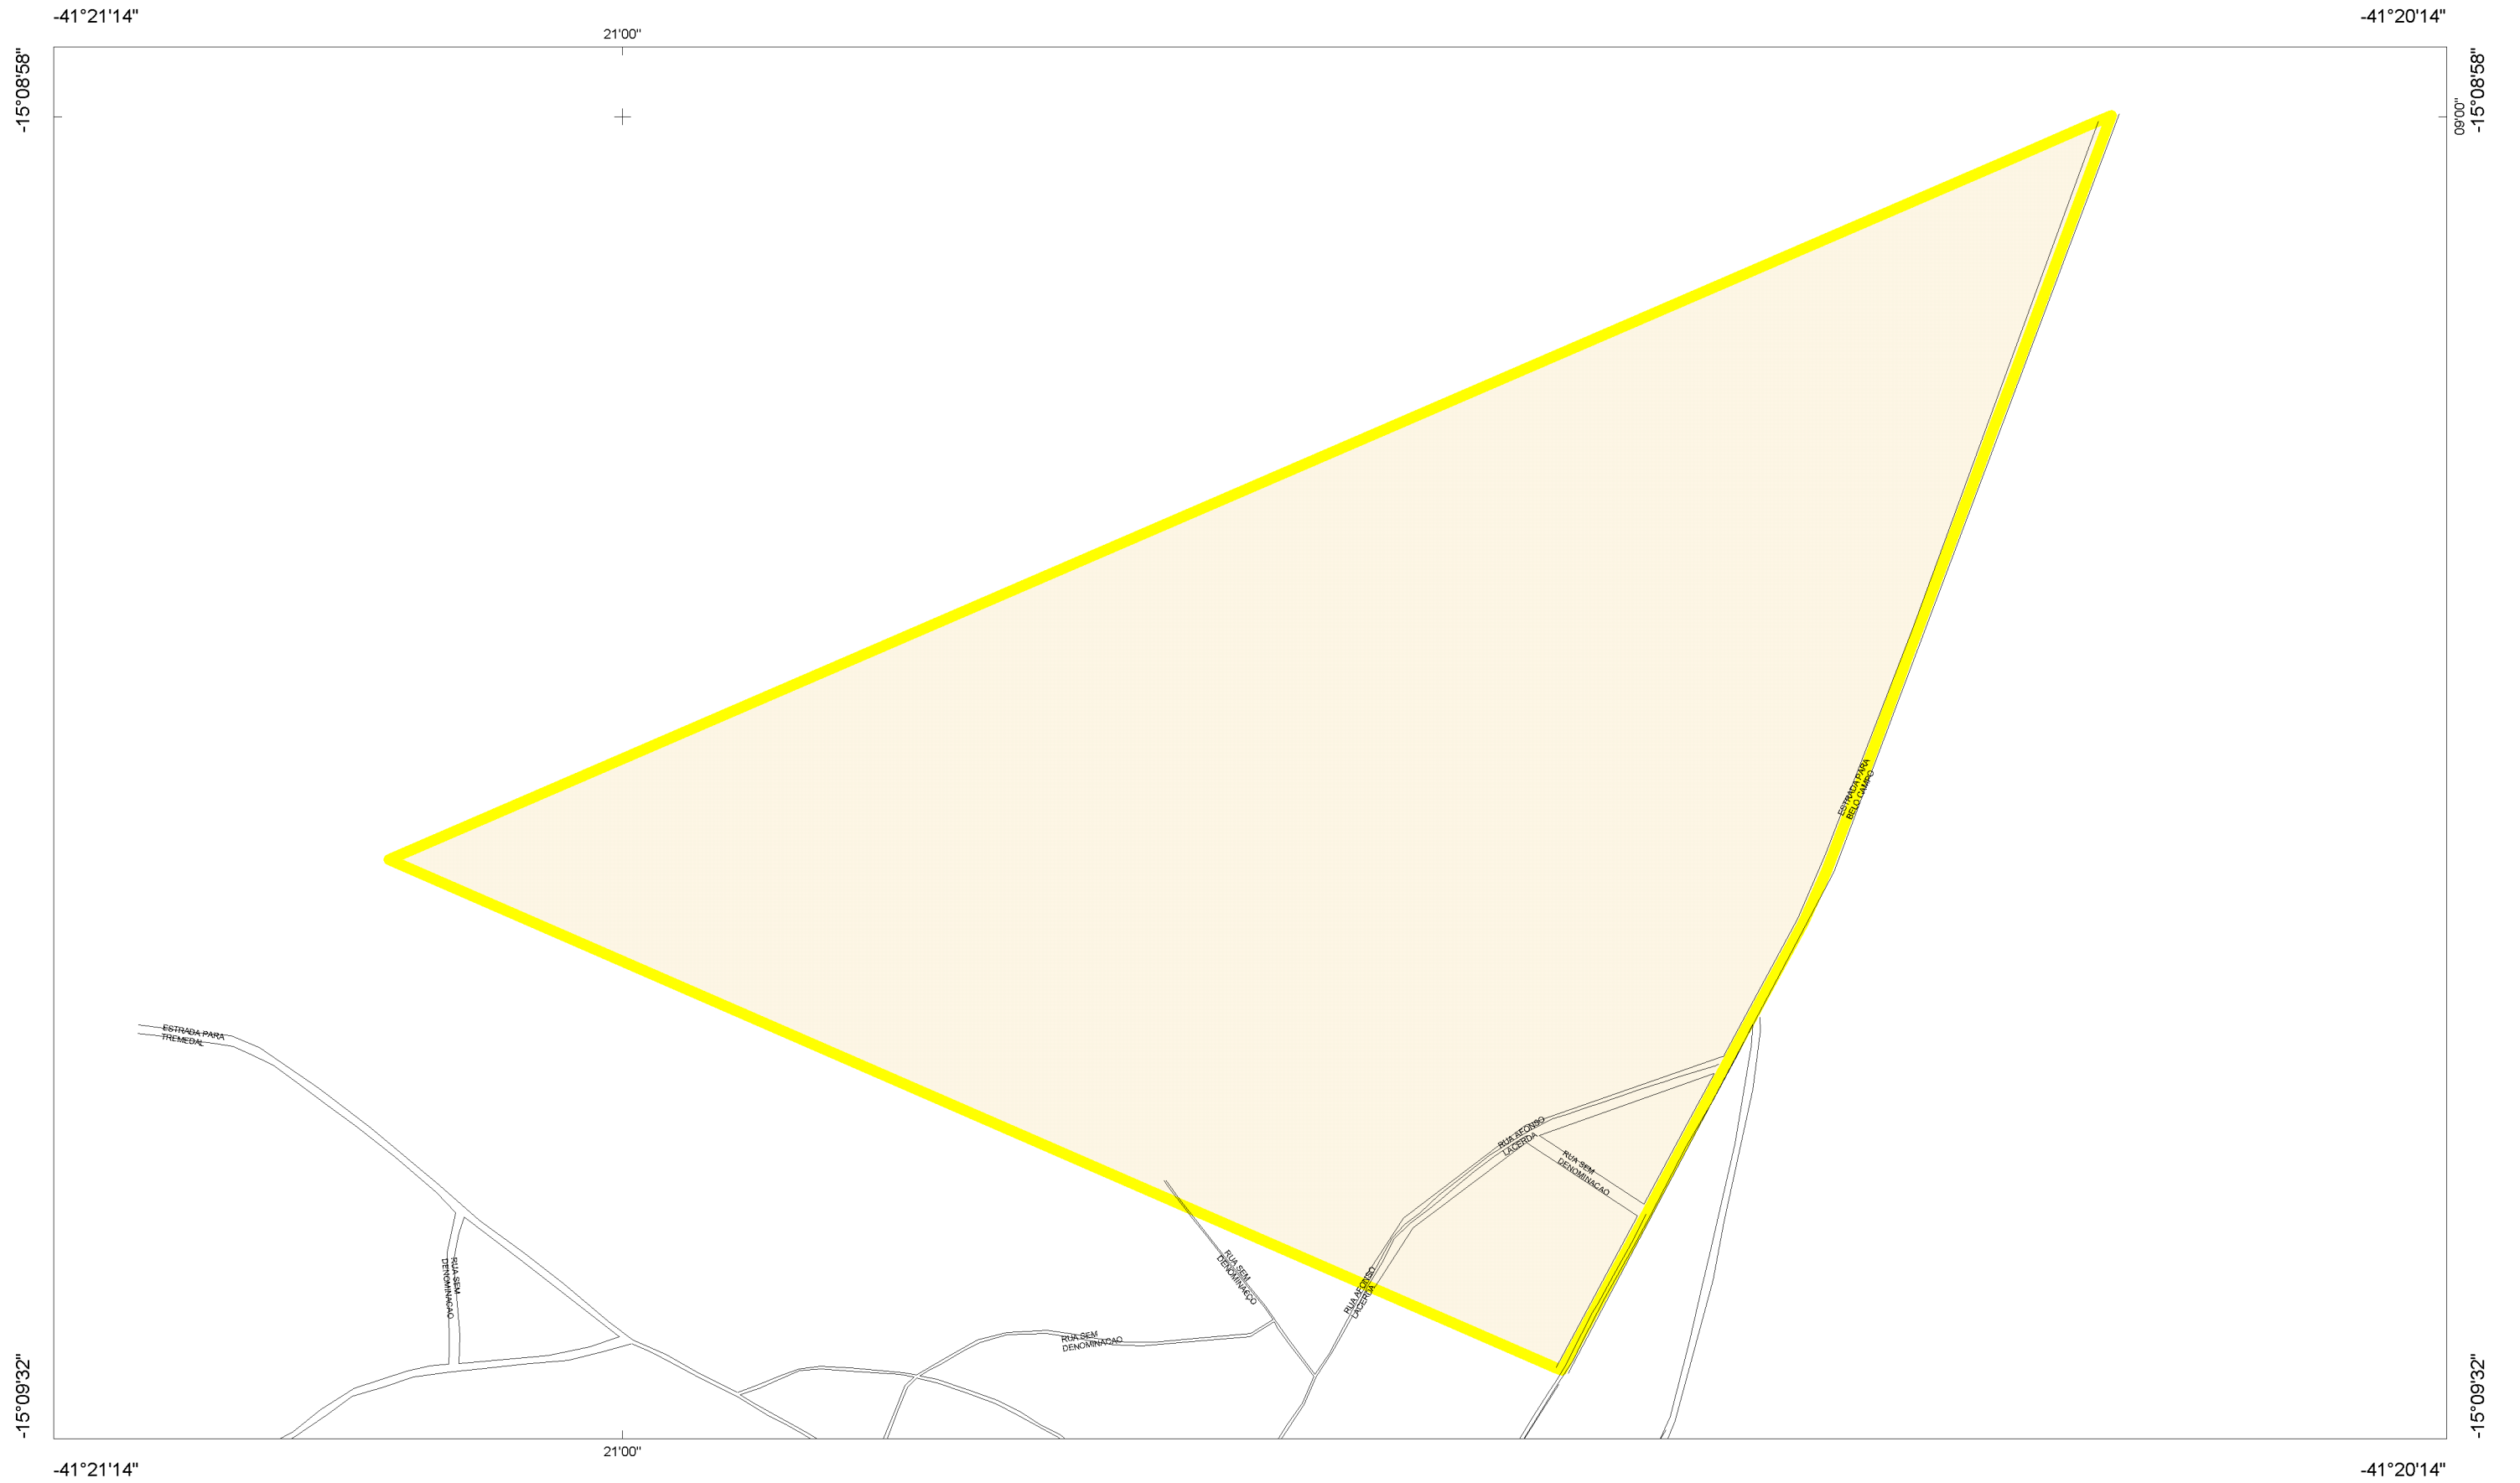 -41°21'14"
-41°20'14"
21'00"
-15°08'58"
-15°08'58"
09'00"
ESTRADA PARA
BELO CAMPO
ESTRADA PARA
TREMEDAL
RUA AFONSO
LACERDA
RUA SEM
DENOMINACAO
RUA SEM
DENOMINACAO
RUA SEM
DENOMINAEÇO
RUA AFONSO
LACERDA
RUA SEM
DENOMINACAO
-15°09'32"
-15°09'32"
21'00"
-41°21'14"
-41°20'14"